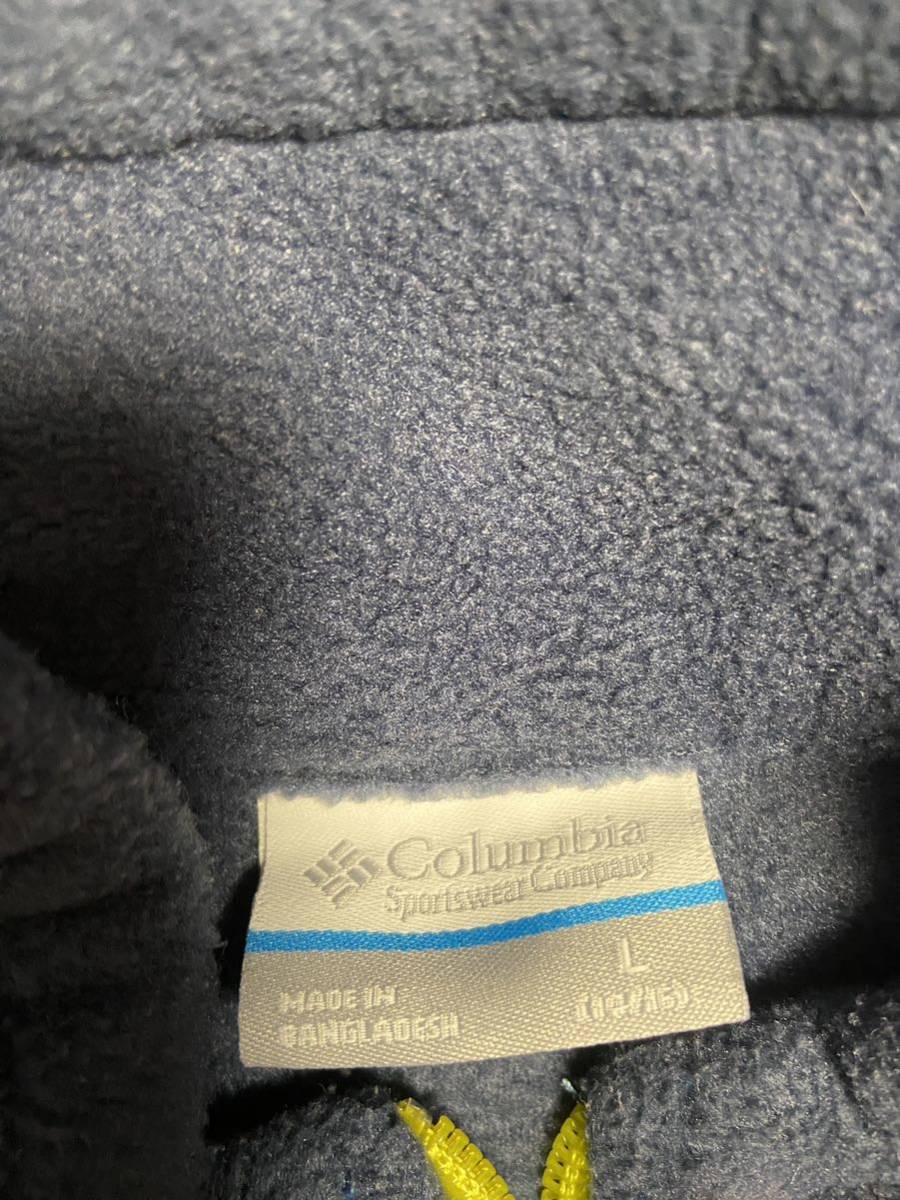 Columbia
Sportswear Company
L
MADE IN
BANGLADESH